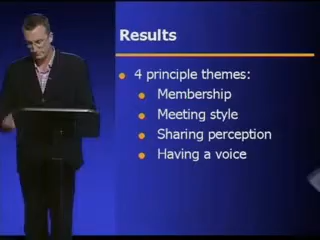 Results
4 principle themes:
Membership
Meeting style
Sharing perception
Having a voice